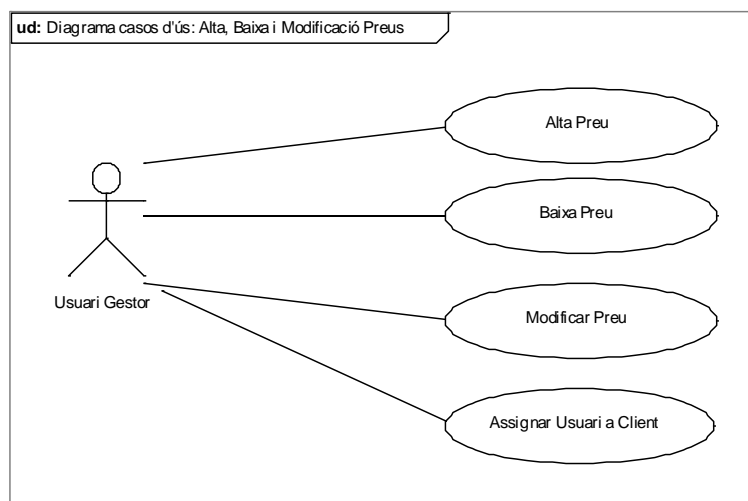 ud: Diagrama casos d'ús: Alta, Baixa i Modificació Preus
Alta Preu
Baixa Preu
Usuari Gestor
Modificar Preu
Assignar Usuari a Client